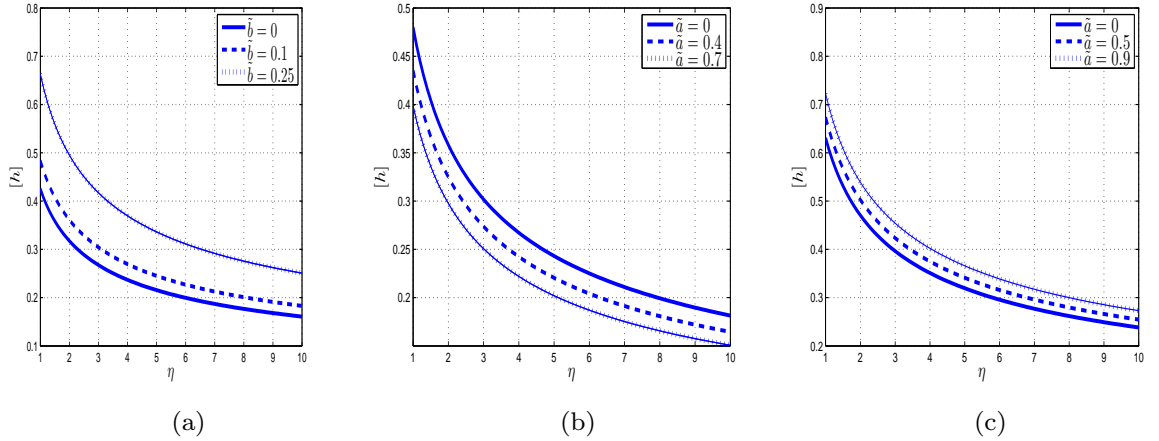 0.8
0.7
0.6
0.5
0.4
0.3
0.2
0.1
[h]
1 2 3 4 5 6 7 8 9 10
η
b̃ = 0
b̃ = 0.1
b̃ = 0.25
(a)
0.5
0.45
0.4
0.35
0.3
0.25
0.2
[h]
1 2 3 4 5 6 7 8 9 10
η
ã = 0
ã = 0.4
ã = 0.7
(b)
0.9
0.8
0.7
0.6
0.5
0.4
0.3
0.2
[h]
1 2 3 4 5 6 7 8 9 10
η
ã = 0
ã = 0.5
ã = 0.9
(c)